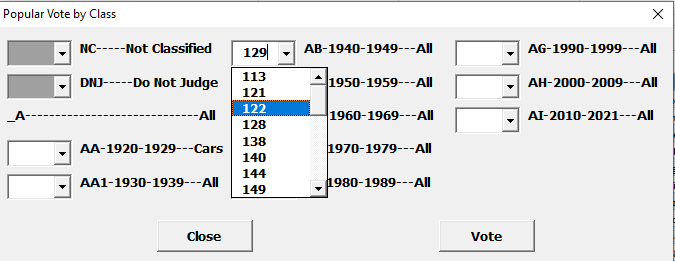 Popular Vote by Class
NC-----Not Classified
129
AB-1940-1949---All
AG-1990-1999---All
DNJ-----Do Not Judge
113
121
122
128
138
140
144
149
1950-1959---All
AH-2000-2009---All
_A------------------------------All
1960-1969---All
AI-2010-2021---All
AA-1920-1929---Cars
1970-1979---All
AA1-1930-1939---All
1980-1989---All
Close
Vote